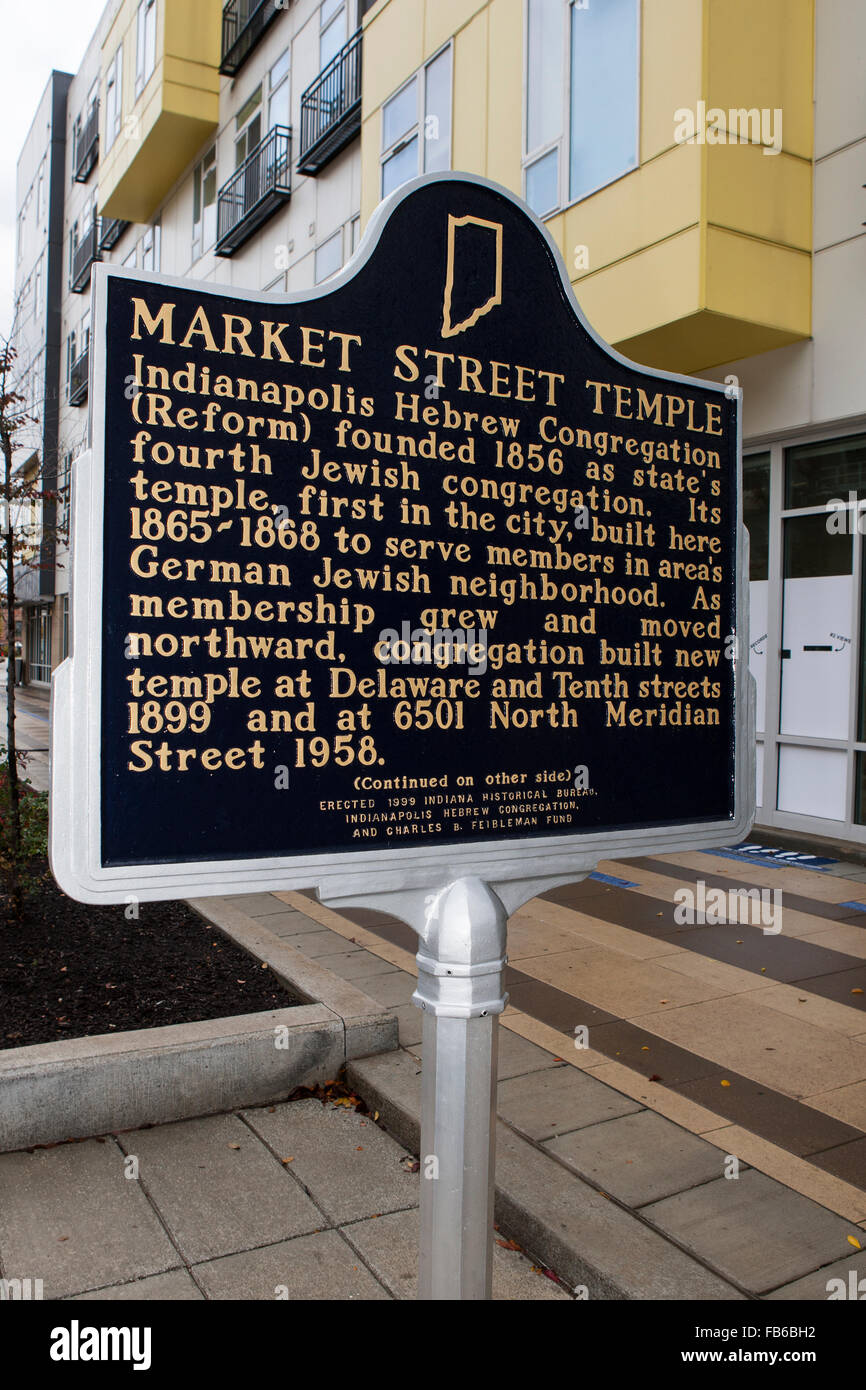 MARKET STREET TEMPLE
Indianapolis Hebrew Congregation
(Reform) founded 1856 as state's
fourth Jewish congregation. Its
temple, first in the city, built here
1865-1868 to serve members in area's
German Jewish neighborhood. As
membership grew and moved
northward, congregation built new
temple at Delaware and Tenth streets
1899 and at 6501 North Meridian
Street 1958.
(Continued on other side)
ERECTED 1999 INDIANA HISTORICAL BUREAU,
INDIANAPOLIS HEBREW CONGREGATION,
AND CHARLES B. FEIBLEMAN FUND
alamy
a
alamy stock photo
FB6BH2
www.alamy.com